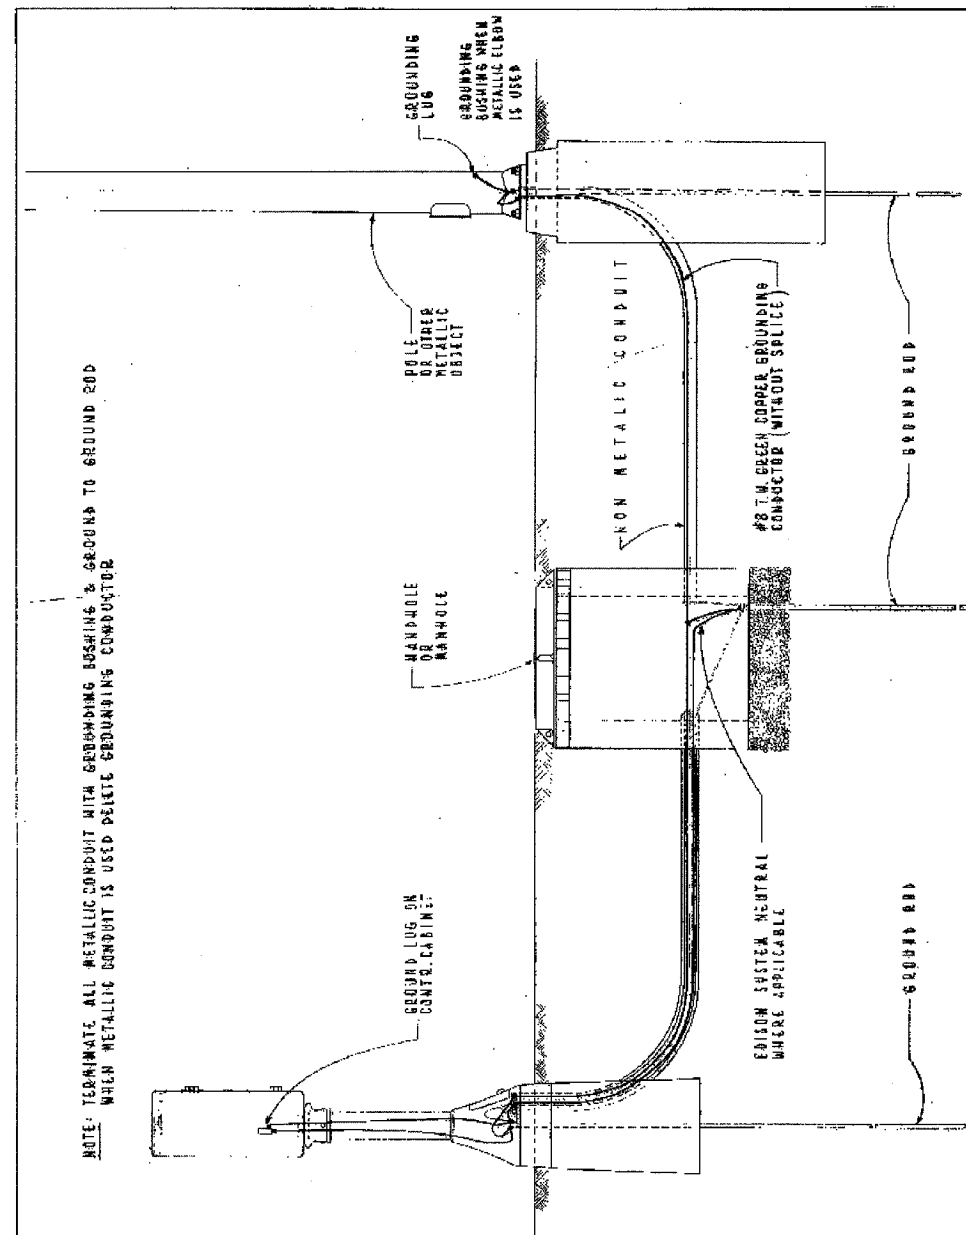 NOTE: TERMINATE ALL METALLIC CONDUIT WITH GROUNDING BUSHING & GROUND TO GROUND ROD
WHEN METALLIC CONDUIT IS USED DELETE GROUNDING CONDUCTOR
GROUND LUG ON
CONTR. CABINET
HANDHOLE
OR
MANHOLE
POLE
OR OTHER
METALLIC
OBJECT
GROUNDING
LUG
GROUNDING
BUSHING WHEN
METALLIC ELBOW
IS USED
NON METALIC CONDUIT
EDISON SYSTEM NEUTRAL
WHERE APPLICABLE
#8 T.W. GREEN COPPER GROUNDING
CONDUCTOR (WITHOUT SPLICE)
GROUND ROD
GROUND ROD